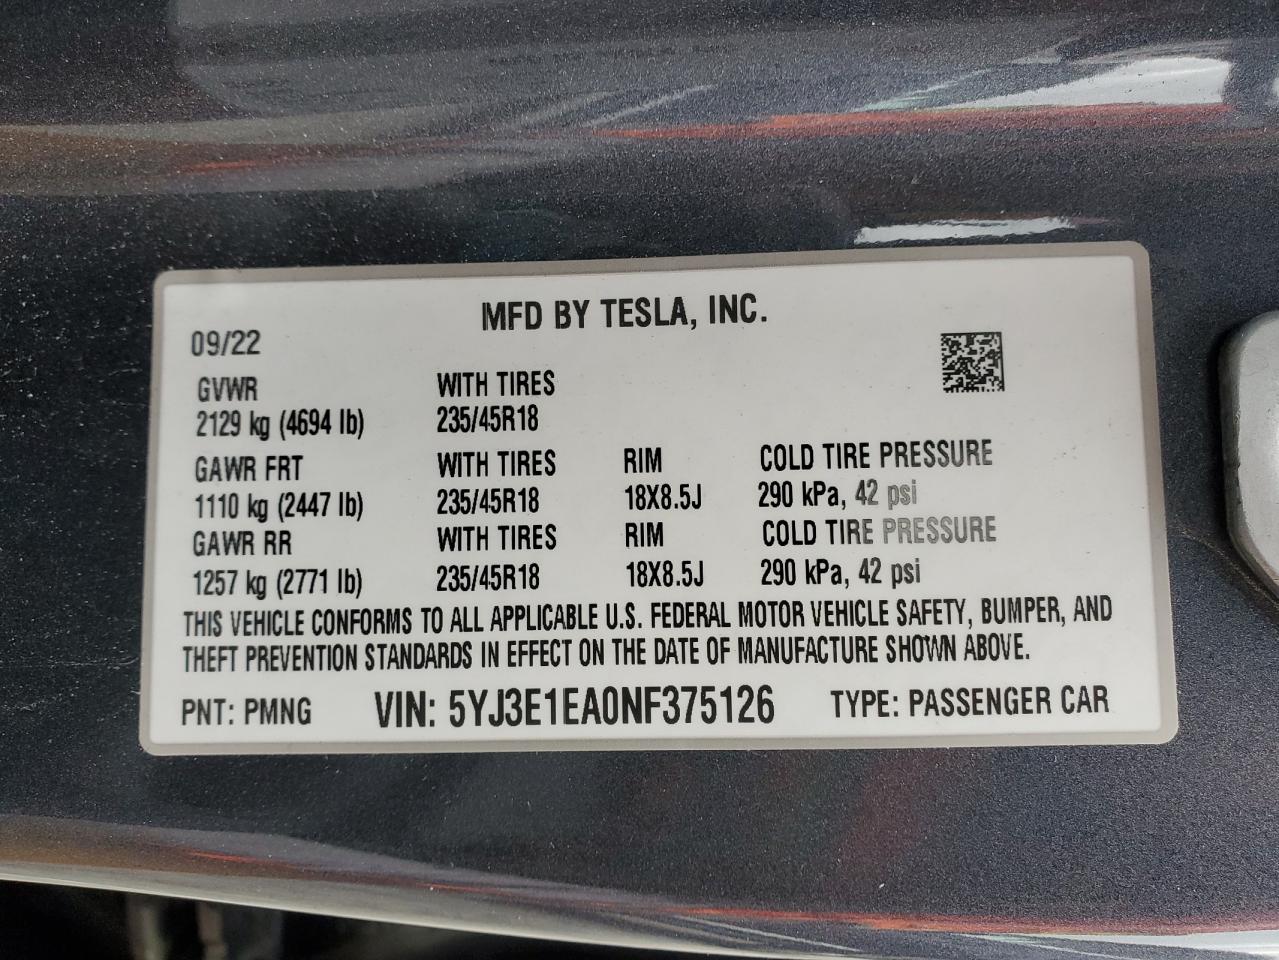 MFD BY TESLA, INC.
09/22
GVWR WITH TIRES
2129 kg (4694 lb) 235/45R18
GAWR FRT WITH TIRES RIM COLD TIRE PRESSURE
1110 kg (2447 lb) 235/45R18 18X8.5J 290 kPa, 42 psi
GAWR RR WITH TIRES RIM COLD TIRE PRESSURE
1257 kg (2771 lb) 235/45R18 18X8.5J 290 kPa, 42 psi
THIS VEHICLE CONFORMS TO ALL APPLICABLE U.S. FEDERAL MOTOR VEHICLE SAFETY, BUMPER, AND
THEFT PREVENTION STANDARDS IN EFFECT ON THE DATE OF MANUFACTURE SHOWN ABOVE.
PNT: PMNG VIN: 5YJ3E1EA0NF375126 TYPE: PASSENGER CAR